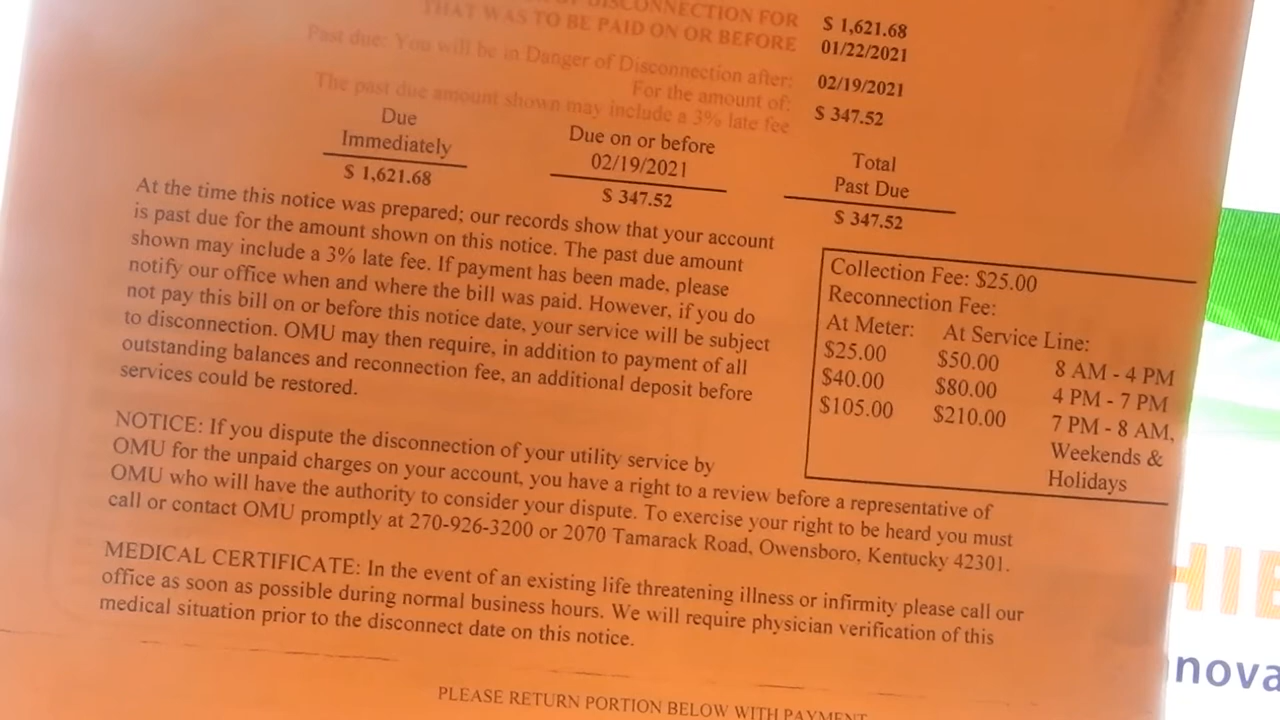 DISCONNECTION FOR $ 1,621.68
THAT WAS TO BE PAID ON OR BEFORE 01/22/2021
Past due: You will be in Danger of Disconnection after: 02/19/2021
For the amount of: $ 347.52
The past due amount shown may include a 3% late fee
Due Immediately
$ 1,621.68
Due on or before
02/19/2021
$ 347.52
Total
Past Due
$ 347.52
At the time this notice was prepared; our records show that your account
is past due for the amount shown on this notice. The past due amount
shown may include a 3% late fee. If payment has been made, please
notify our office when and where the bill was paid. However, if you do
not pay this bill on or before this notice date, your service will be subject
to disconnection. OMU may then require, in addition to payment of all
outstanding balances and reconnection fee, an additional deposit before
services could be restored.
Collection Fee: $25.00
Reconnection Fee:
At Meter: At Service Line:
$25.00 $50.00 8 AM - 4 PM
$40.00 $80.00 4 PM - 7 PM
$105.00 $210.00 7 PM - 8 AM,
Weekends &
Holidays
NOTICE: If you dispute the disconnection of your utility service by
OMU for the unpaid charges on your account, you have a right to a review before a representative of
OMU who will have the authority to consider your dispute. To exercise your right to be heard you must
call or contact OMU promptly at 270-926-3200 or 2070 Tamarack Road, Owensboro, Kentucky 42301.
MEDICAL CERTIFICATE: In the event of an existing life threatening illness or infirmity please call our
office as soon as possible during normal business hours. We will require physician verification of this
medical situation prior to the disconnect date on this notice.
PLEASE RETURN PORTION BELOW WITH PAYMENT
HIE
nova